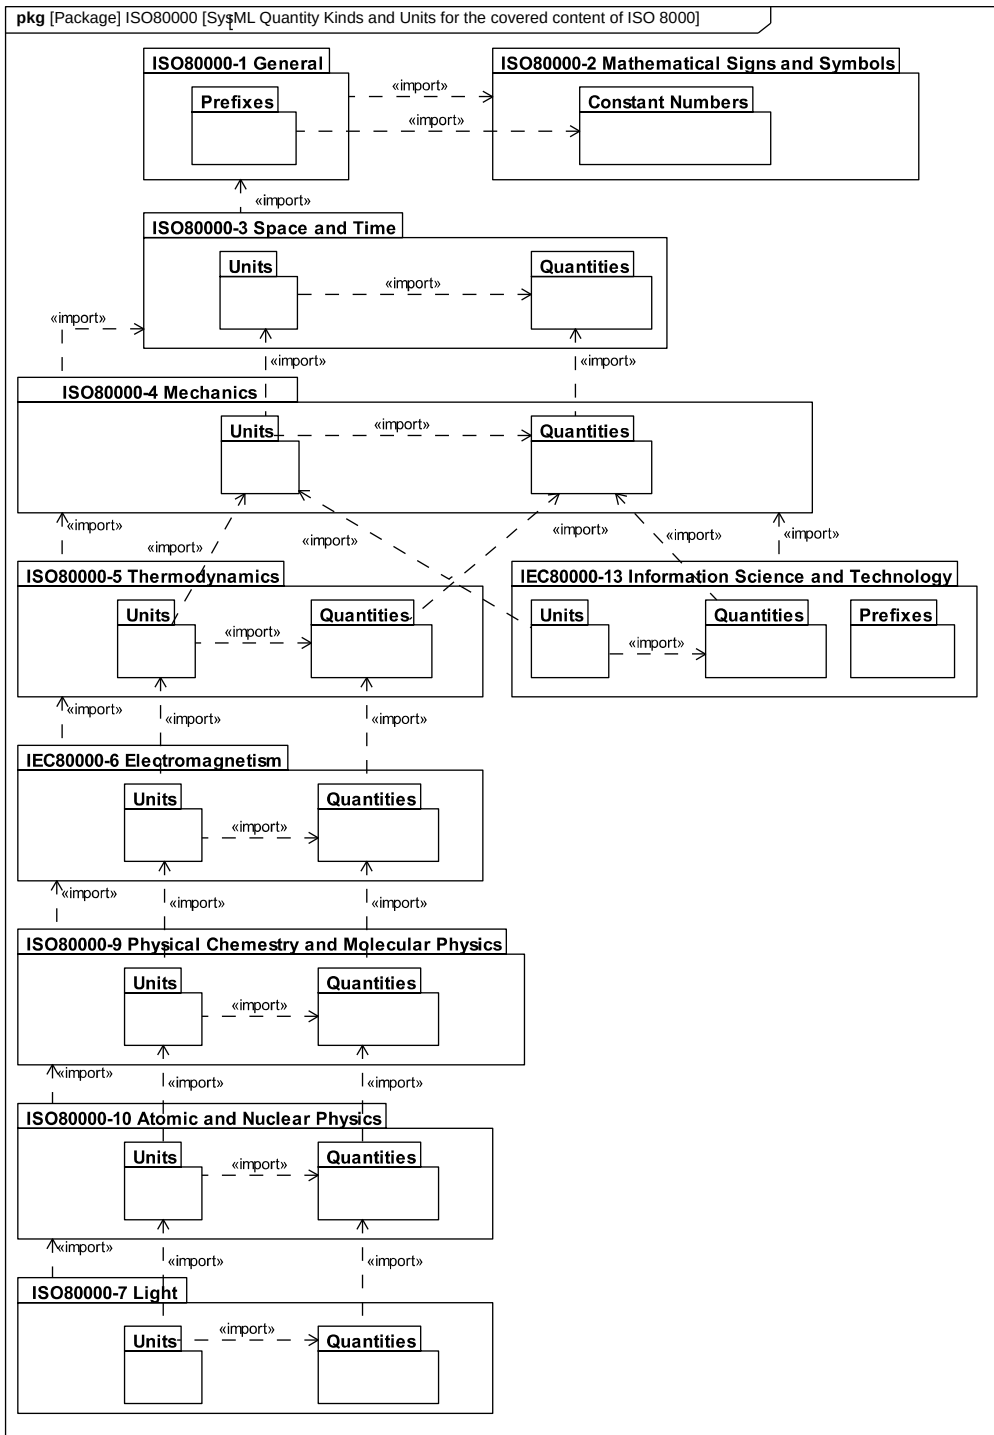 pkg [Package] ISO80000 [SysML Quantity Kinds and Units for the covered content of ISO 8000]
ISO80000-1 General
ISO80000-2 Mathematical Signs and Symbols
«import»
Prefixes
Constant Numbers
«import»
«import»
ISO80000-3 Space and Time
Units
Quantities
«import»
«import»
«import»
«import»
ISO80000-4 Mechanics
Units
Quantities
«import»
«import»
«import»
«import»
«import»
«import»
«import»
ISO80000-5 Thermodynamics
IEC80000-13 Information Science and Technology
Units
Quantities
Units
Quantities
Prefixes
«import»
«import»
«import»
«import»
«import»
IEC80000-6 Electromagnetism
Units
Quantities
«import»
«import»
«import»
«import»
ISO80000-9 Physical Chemestry and Molecular Physics
Units
Quantities
«import»
«import»
«import»
«import»
ISO80000-10 Atomic and Nuclear Physics
Units
Quantities
«import»
«import»
«import»
«import»
ISO80000-7 Light
Units
«import»
Quantities